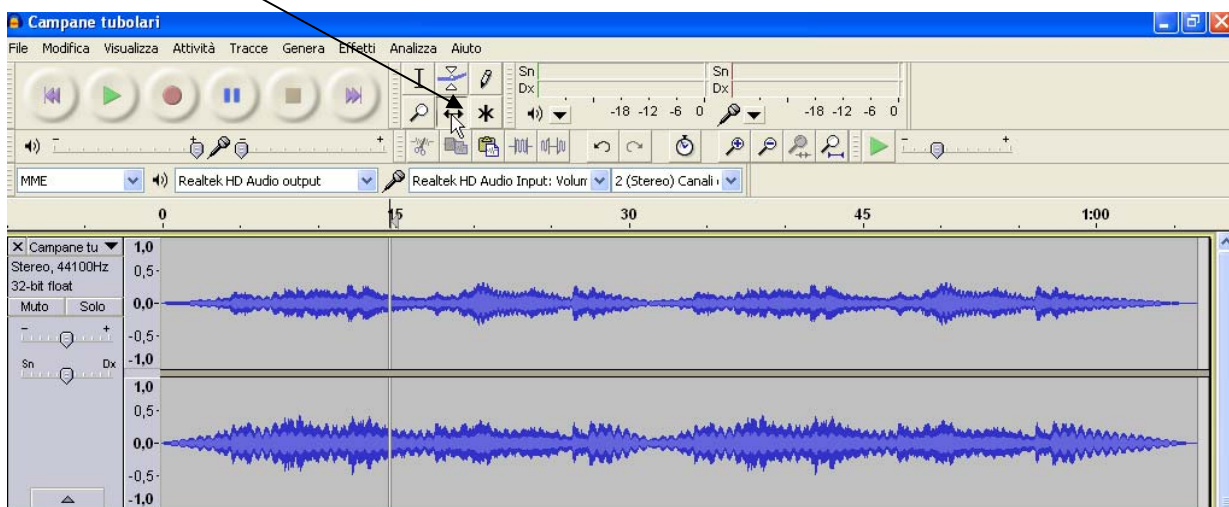 Campane tubolari
File Modifica Visualizza Attività Tracce Genera Effetti Analizza Aiuto
Sn Sn
Dx Dx
-18 -12 -6 0 -18 -12 -6 0
- + - +
MME Realtek HD Audio output Realtek HD Audio Input: Volum 2 (Stereo) Canali
0 15 30 45 1:00
Campane tu
Stereo, 44100Hz
32-bit float
Muto Solo
- +
Sn Dx
1,0
0,5
0,0
-0,5
-1,0
1,0
0,5
0,0
-0,5
-1,0